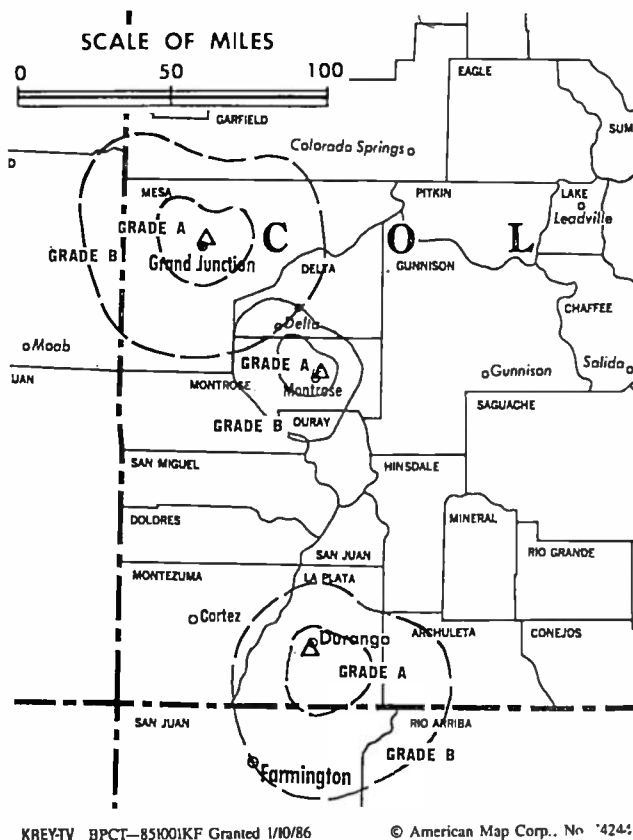 SCALE OF MILES
0 50 100
EAGLE
GARFIELD
SUM
Colorado Springs
D
MESA
PITKIN
LAKE
Leadville
GRADE A
C O L
GRADE B
Grand Junction
DELTA
GUNNISON
CHAFFEE
Delta
Moab
GRADE A
Gunnison
Salida
UAN
MONTROSE
Montrose
SAGUACHE
GRADE B
OURAY
SAN MIGUEL
HINSDALE
DOLORES
MINERAL
SAN JUAN
RIO GRANDE
MONTEZUMA
LA PLATA
Cortez
Durango
ARCHULETA
CONEJOS
GRADE A
SAN JUAN
RIO ARRIBA
GRADE B
Farmington
KREY-TV BPCT—851001KF Granted 1/10/86
© American Map Corp., No